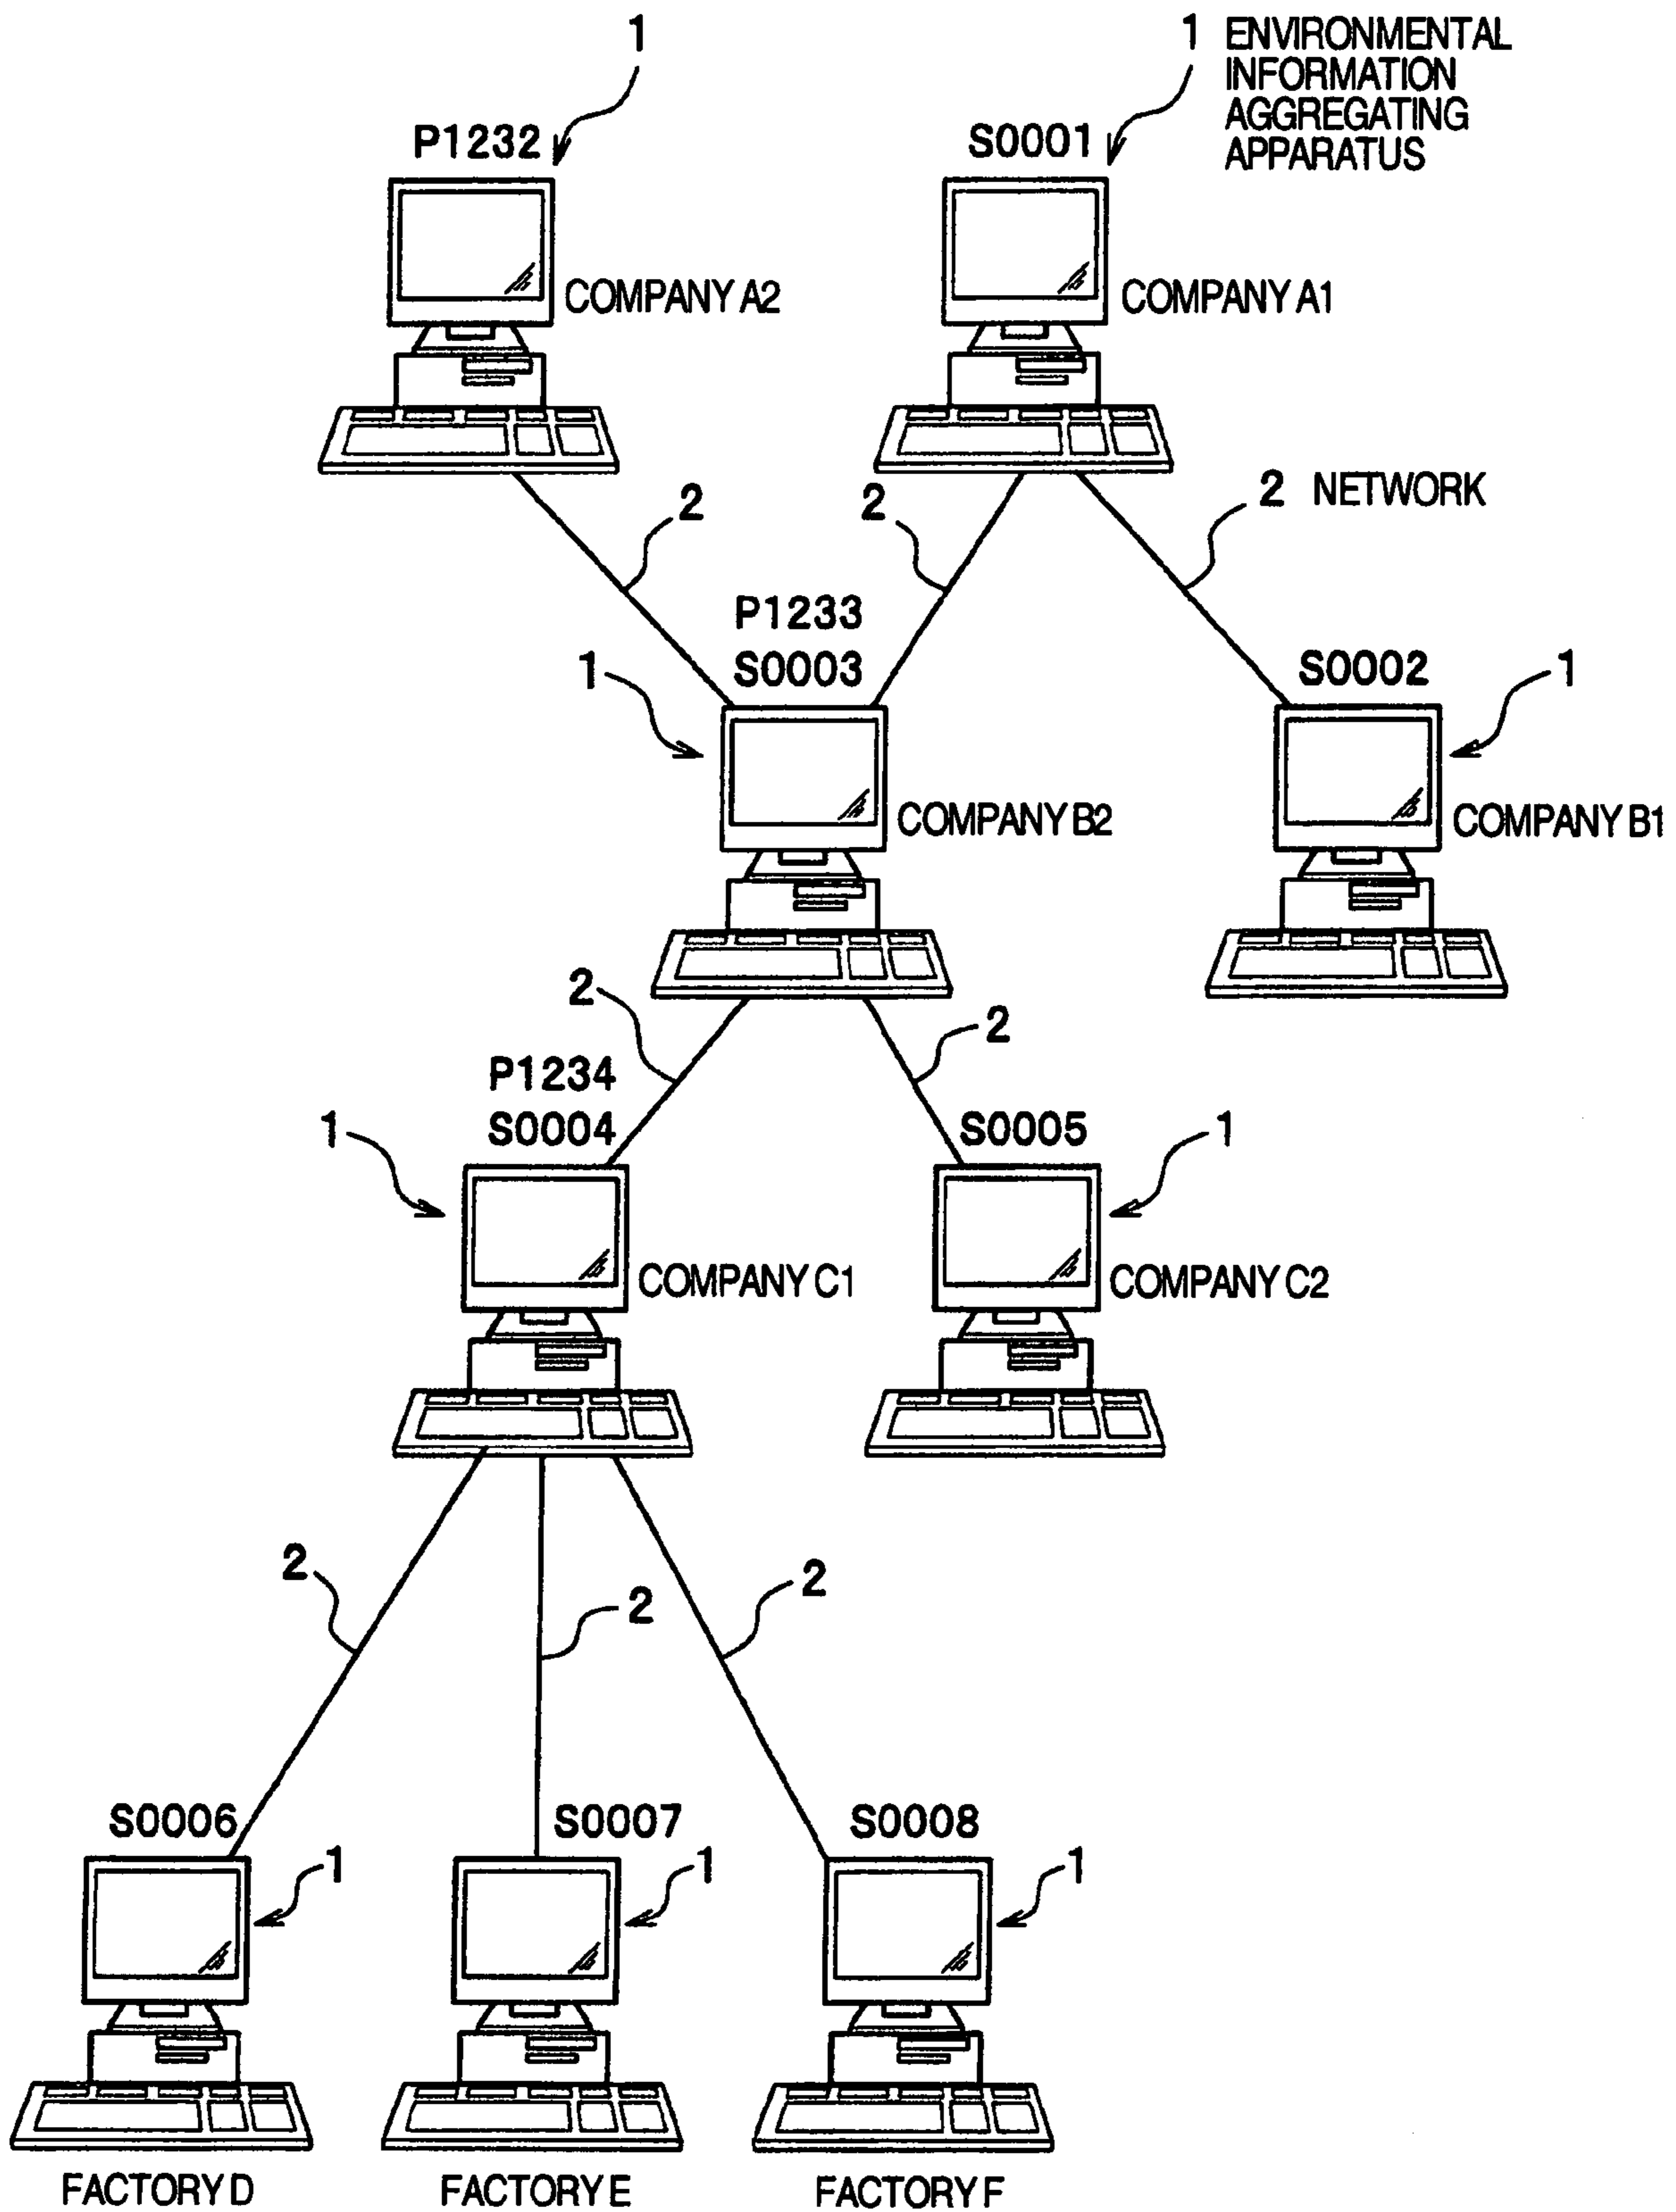 1
1 ENVIRONMENTAL
INFORMATION
AGGREGATING
APPARATUS
P1232
S0001
COMPANY A2
COMPANY A1
2
2
2 NETWORK
P1233
S0003
1
S0002
1
COMPANY B2
COMPANY B1
2
2
P1234
S0004
1
S0005
1
COMPANY C1
COMPANY C2
2
2
2
S0006
S0007
S0008
1
1
1
FACTORY D
FACTORY E
FACTORY F